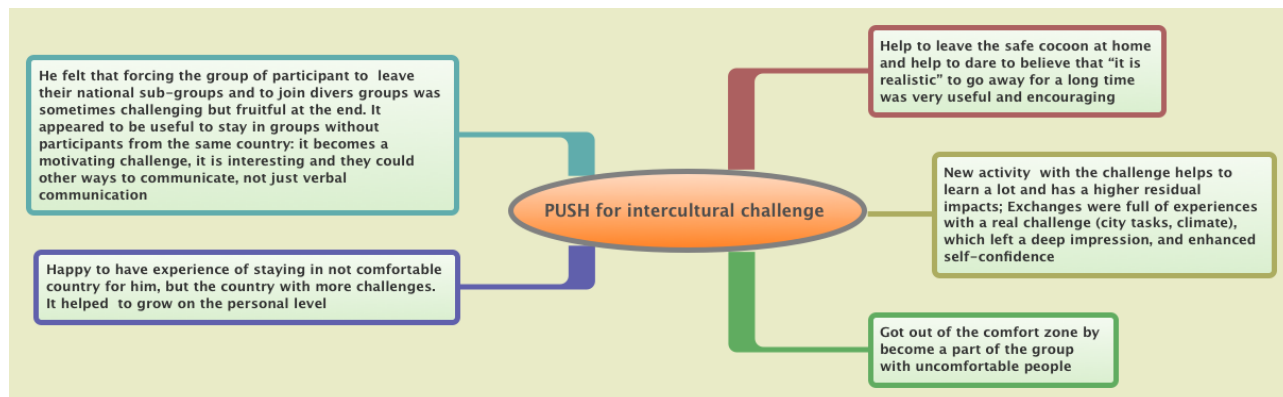 He felt that forcing the group of participant to  leave
their national sub-groups and to join divers groups was
sometimes challenging but fruitful at the end. It
appeared to be useful to stay in groups without
participants from the same country: it becomes a
motivating challenge, it is interesting and they could
other ways to communicate, not just verbal
communication
Happy to have experience of staying in not comfortable
country for him, but the country with more challenges.
It helped  to grow on the personal level
PUSH for intercultural challenge
Help to leave the safe cocoon at home
and help to dare to believe that “it is
realistic” to go away for a long time
was very useful and encouraging
New activity  with the challenge helps to
learn a lot and has a higher residual
impacts; Exchanges were full of experiences
with a real challenge (city tasks, climate),
which left a deep impression, and enhanced
self-confidence
Got out of the comfort zone by
become a part of the group
with uncomfortable people